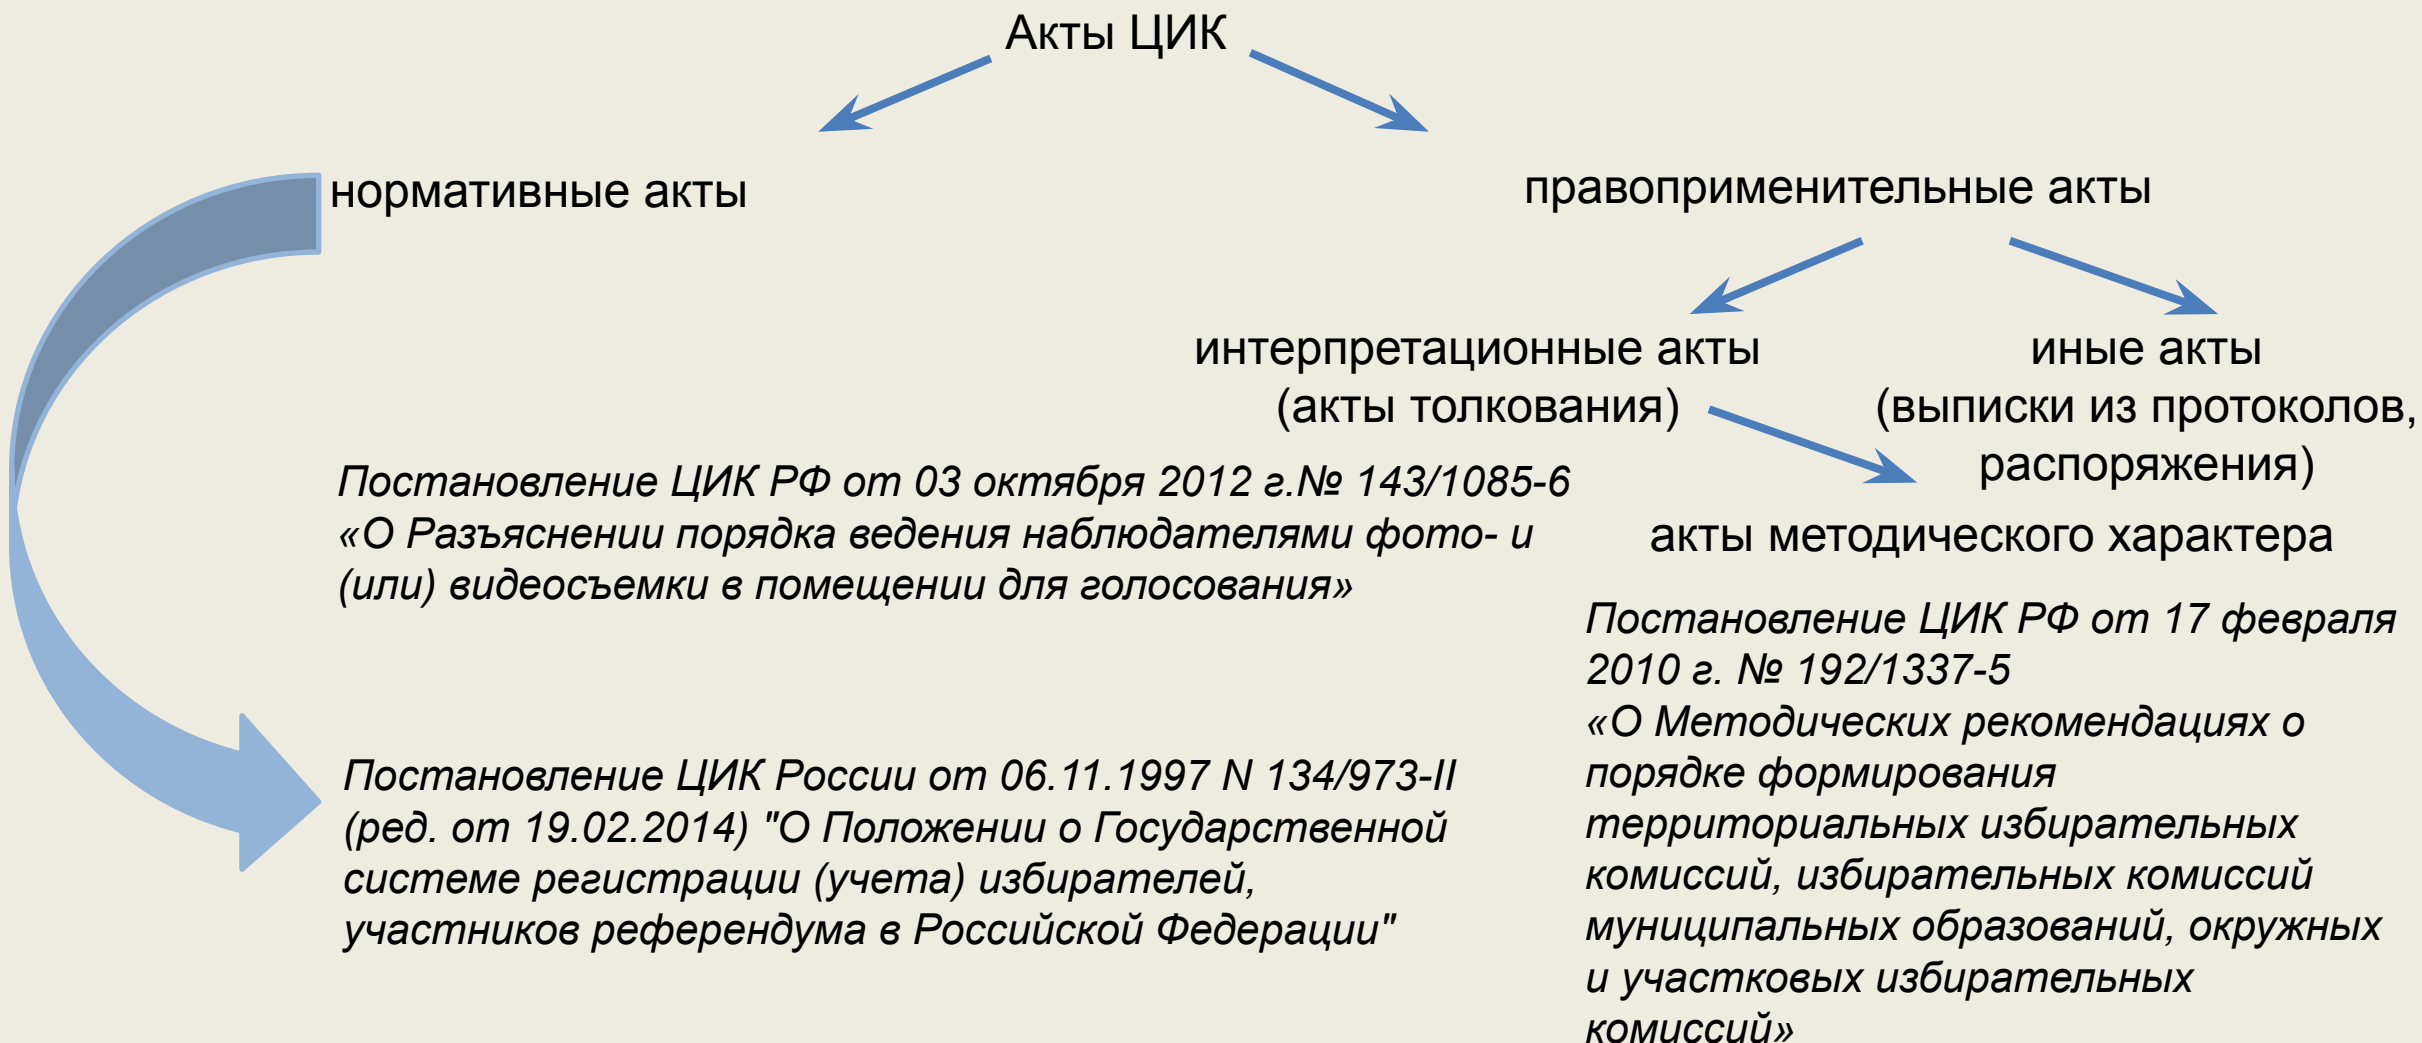 Акты ЦИК
нормативные акты
правоприменительные акты
интерпретационные акты
(акты толкования)
иные акты
(выписки из протоколов,
распоряжения)
Постановление ЦИК РФ от 03 октября 2012 г.№ 143/1085-6
«О Разъяснении порядка ведения наблюдателями фото- и
(или) видеосъемки в помещении для голосования»
акты методического характера
Постановление ЦИК РФ от 17 февраля
2010 г. № 192/1337-5
«О Методических рекомендациях о
порядке формирования
территориальных избирательных
комиссий, избирательных комиссий
муниципальных образований, окружных
и участковых избирательных
комиссий»
Постановление ЦИК России от 06.11.1997 N 134/973-II
(ред. от 19.02.2014) "О Положении о Государственной
системе регистрации (учета) избирателей,
участников референдума в Российской Федерации"